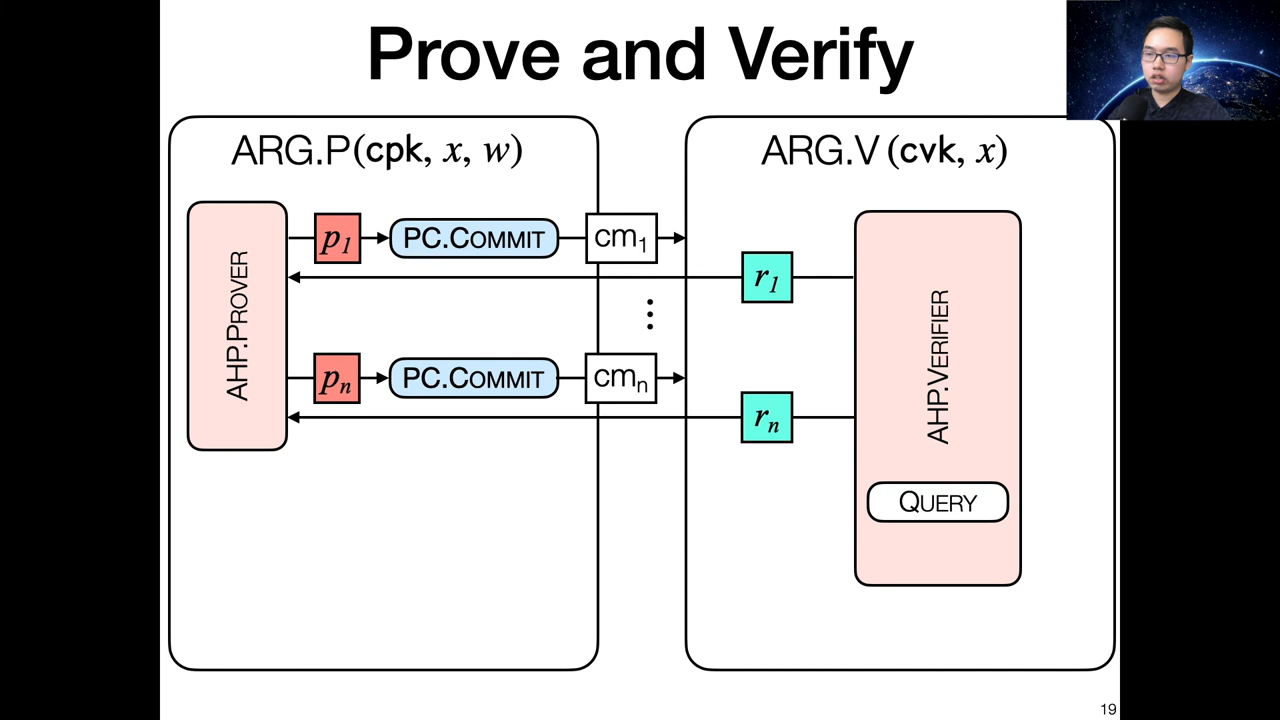 Prove and Verify
ARG.P(cpk, x, w)
ARG.V(cvk, x)
AHP.PROVER
p1
PC.COMMIT
cm1
r1
⋮
pn
PC.COMMIT
cmn
rn
AHP.VERIFIER
QUERY
19